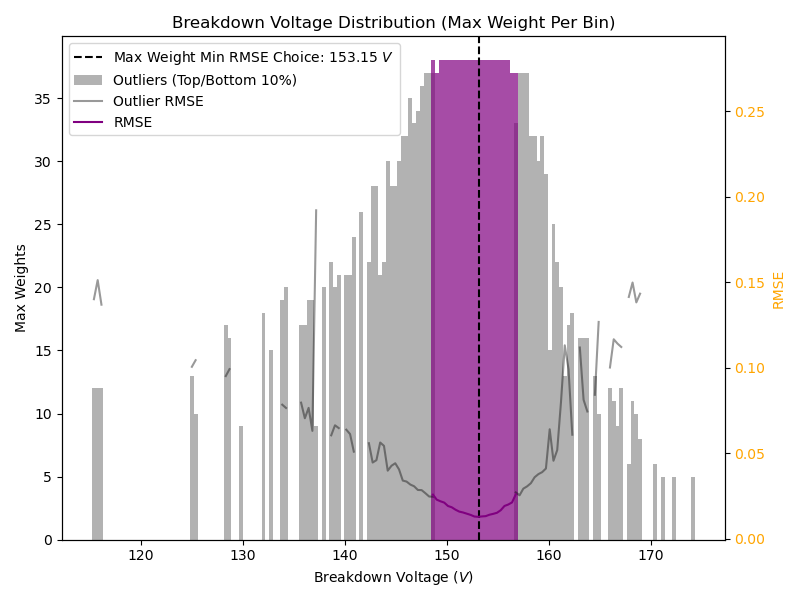 Breakdown Voltage Distribution (Max Weight Per Bin)
Max Weight Min RMSE Choice: 153.15 V
Outliers (Top/Bottom 10%)
Outlier RMSE
RMSE
Max Weights
35
30
25
20
15
10
5
0
0.25
0.20
0.15
0.10
0.05
0.00
RMSE
120 130 140 150 160 170
Breakdown Voltage (V)